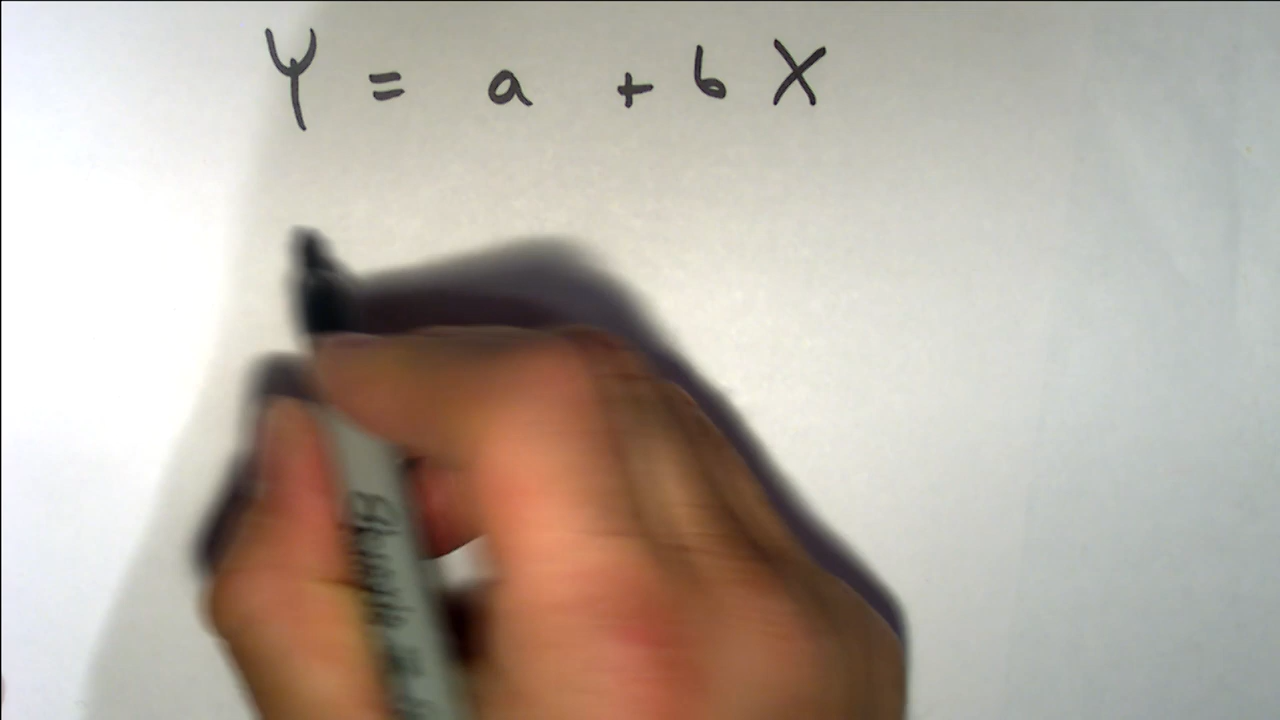 Y = a + b X